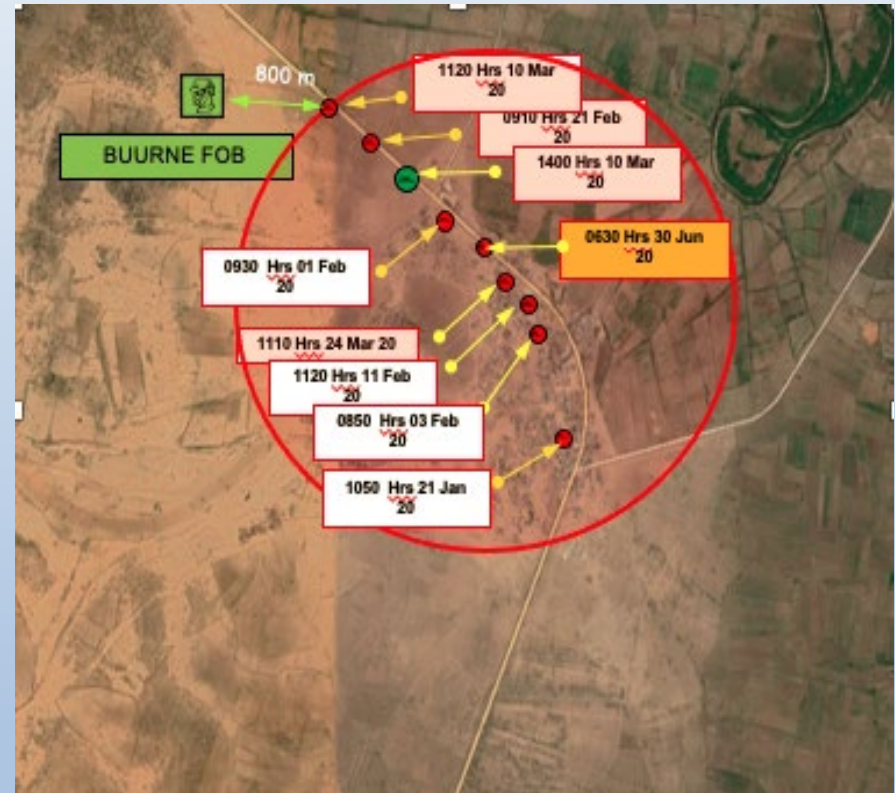 800 m
1120 Hrs 10 Mar
20
0910 Hrs 21 Feb
20
BUURNE FOB
1400 Hrs 10 Mar
20
0630 Hrs 30 Jun
20
0930 Hrs 01 Feb
20
1110 Hrs 24 Mar 20
1120 Hrs 11 Feb
20
0850 Hrs 03 Feb
20
1050 Hrs 21 Jan
20